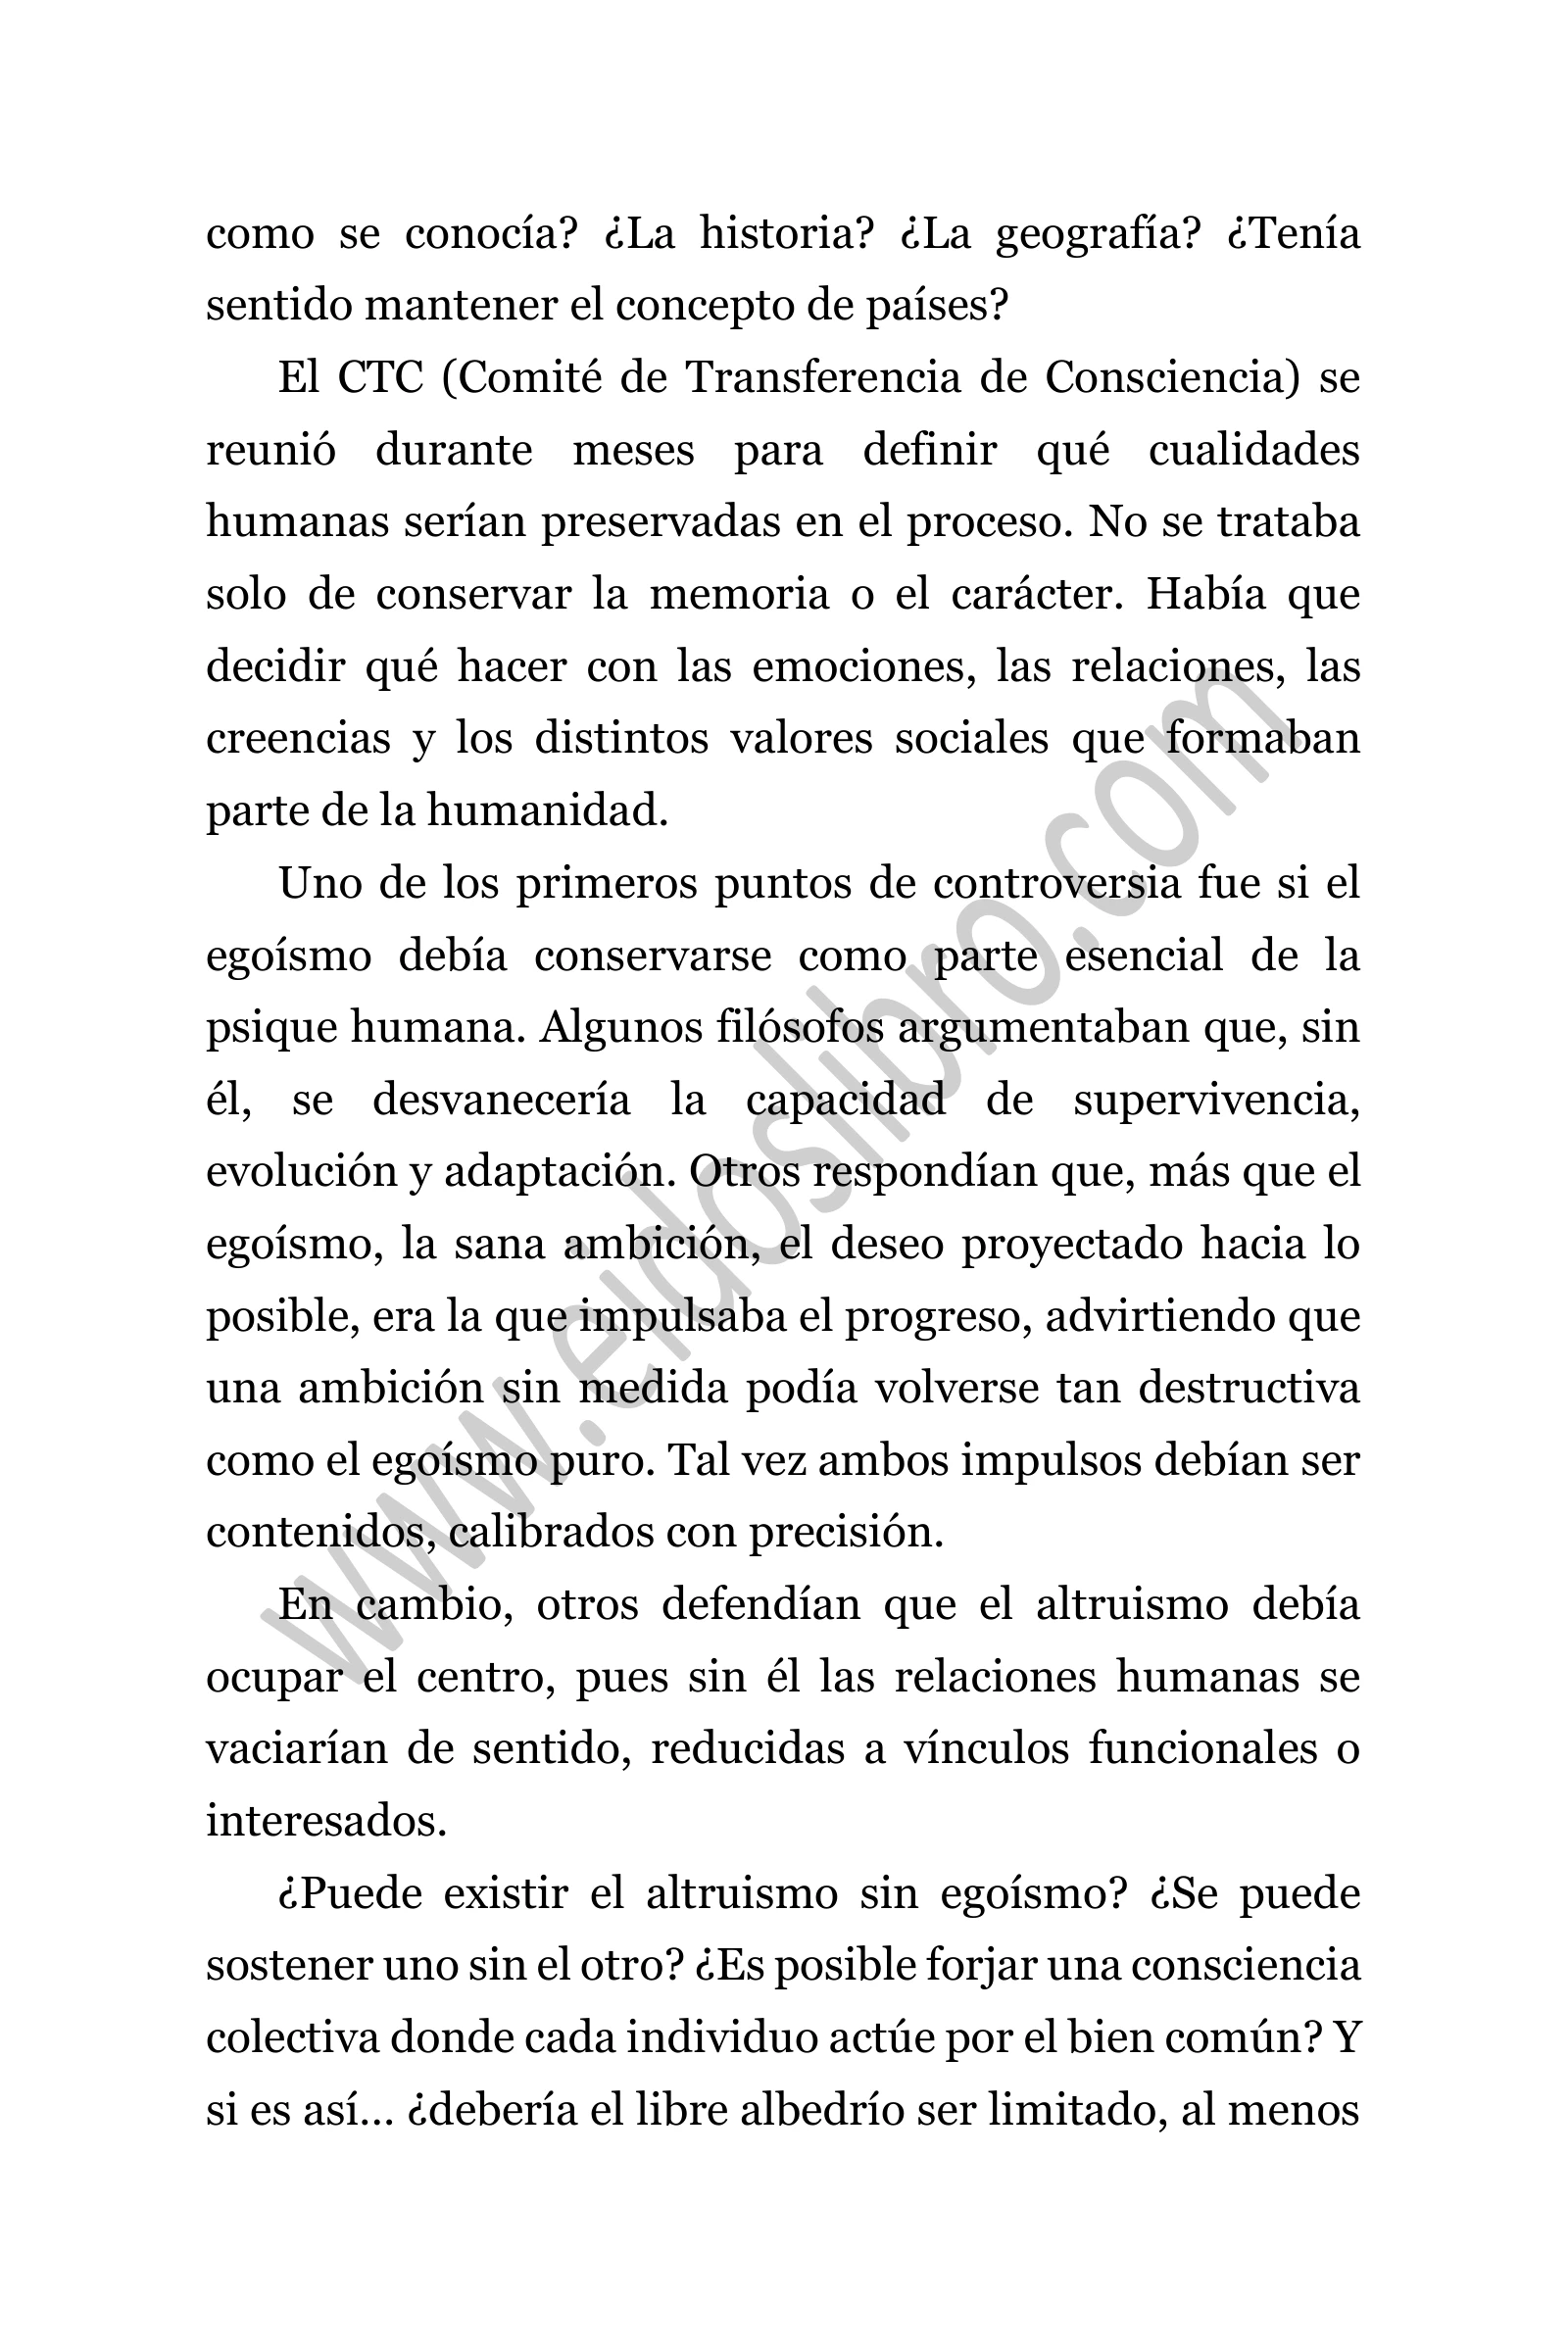 como se conocía? ¿La historia? ¿La geografía? ¿Tenía
sentido mantener el concepto de países?
El CTC (Comité de Transferencia de Consciencia) se
reunió durante meses para definir qué cualidades
humanas serían preservadas en el proceso. No se trataba
solo de conservar la memoria o el carácter. Había que
decidir qué hacer con las emociones, las relaciones, las
creencias y los distintos valores sociales que formaban
parte de la humanidad.
Uno de los primeros puntos de controversia fue si el
egoísmo debía conservarse como parte esencial de la
psique humana. Algunos filósofos argumentaban que, sin
él, se desvanecería la capacidad de supervivencia,
evolución y adaptación. Otros respondían que, más que el
egoísmo, la sana ambición, el deseo proyectado hacia lo
posible, era la que impulsaba el progreso, advirtiendo que
una ambición sin medida podía volverse tan destructiva
como el egoísmo puro. Tal vez ambos impulsos debían ser
contenidos, calibrados con precisión.
En cambio, otros defendían que el altruismo debía
ocupar el centro, pues sin él las relaciones humanas se
vaciarían de sentido, reducidas a vínculos funcionales o
interesados.
¿Puede existir el altruismo sin egoísmo? ¿Se puede
sostener uno sin el otro? ¿Es posible forjar una consciencia
colectiva donde cada individuo actúe por el bien común? Y
si es así... ¿debería el libre albedrío ser limitado, al menos
www.eidoslibro.com